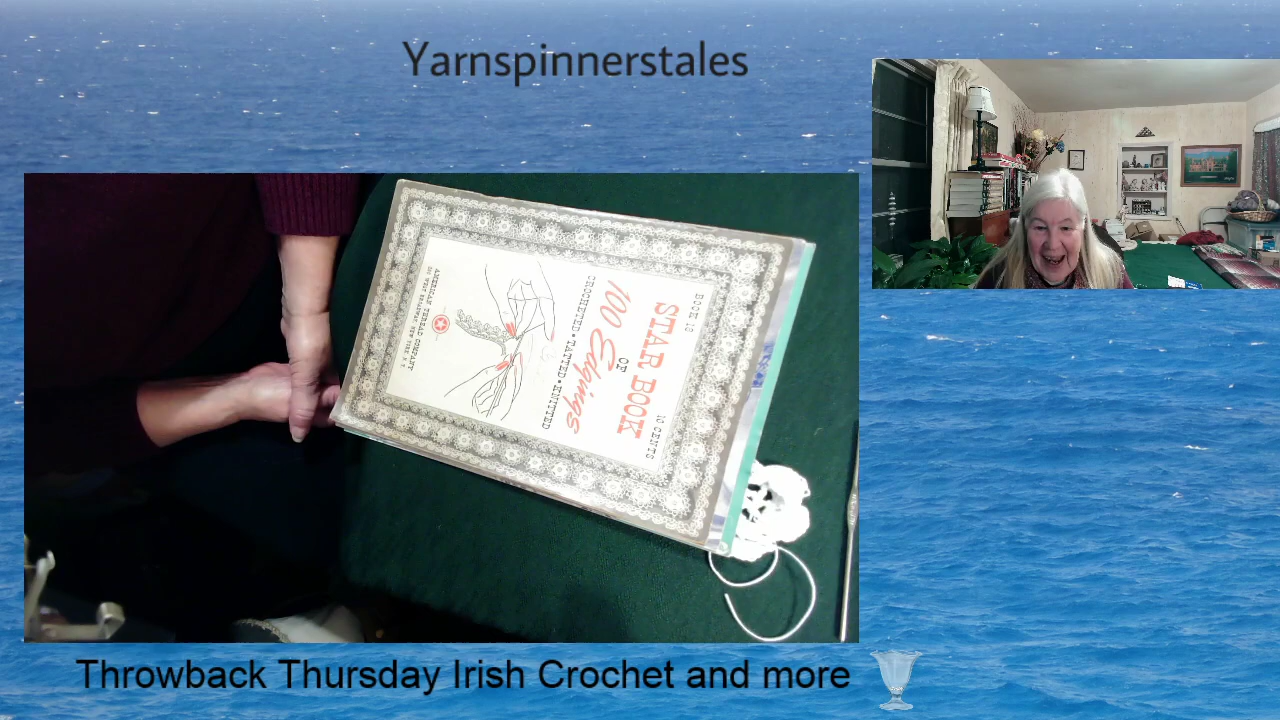 Yarnspinnerstales
BOOK 18
10 CENTS
STAR BOOK
OF
100 Edgings
CROCHETED • TATTED • KNITTED
AMERICAN THREAD COMPANY
Throwback Thursday Irish Crochet and more